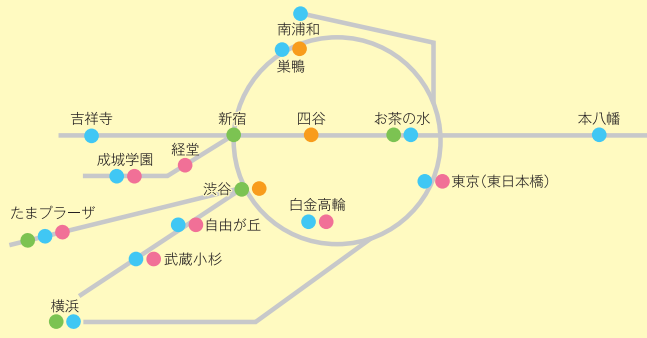 南浦和
巣鴨
吉祥寺
新宿
四谷
お茶の水
本八幡
成城学園
経堂
渋谷
東京(東日本橋)
白金高輪
たまプラーザ
自由が丘
武蔵小杉
横浜